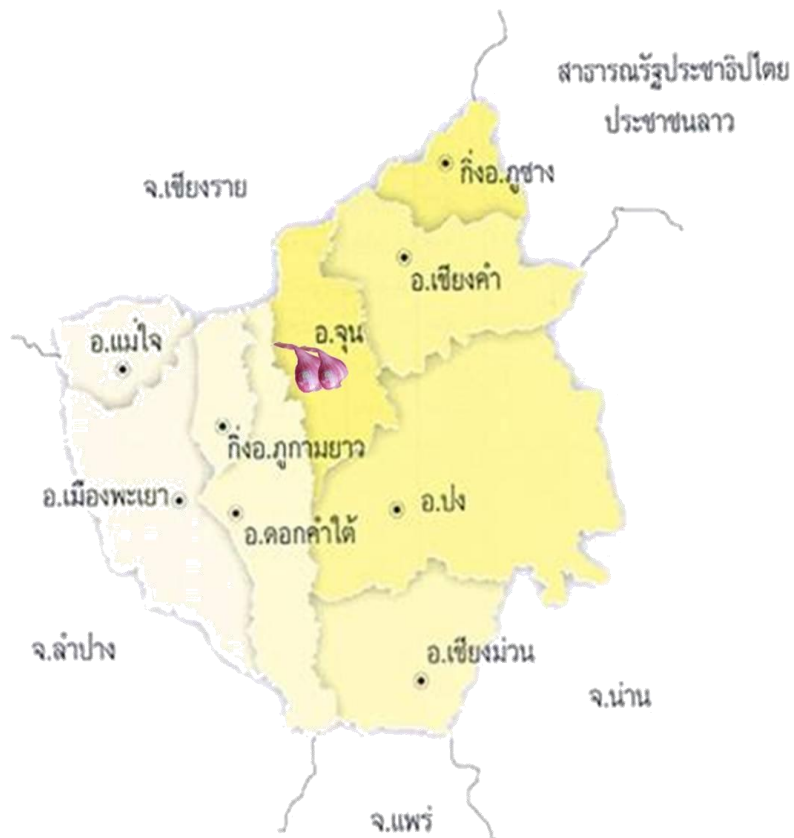 สาธารณรัฐประชาธิปไตย
ประชาชนลาว
กิ่งอ.ภูซาง
จ.เชียงราย
อ.เชียงคำ
อ.จุน
อ.แม่ใจ
กิ่งอ.ภูกามยาว
อ.เมืองพะเยา
อ.ปง
อ.ดอกคำใต้
จ.ลำปาง
อ.เชียงม่วน
จ.น่าน
จ.แพร่